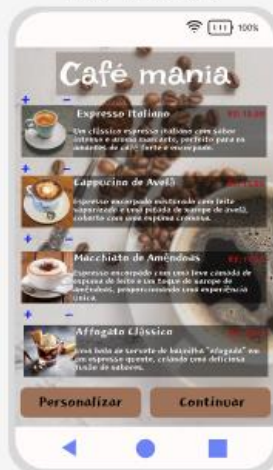 100%
Café mania
+ -
Expresso Italiano
Um clássico espresso italiano com sabor
intenso e aroma marcante, perfeito para os
amantes de café forte e encorpado.
+ -
Cappucino de Avelã
Espresso encorpado misturado com leite
vaporizado e uma pitada de xarope de avelã,
coberto com uma espuma cremosa.
+ -
Macchiato de Amêndoas
Espresso encorpado com uma leve camada de
espuma de leite e um toque de xarope de
amêndoas, proporcionando uma experiência
única.
+ -
Affogato Clássico
Uma bola de sorvete de baunilha "afogada" em
um espresso quente, criando uma deliciosa
fusão de sabores.
Personalizar Continuar